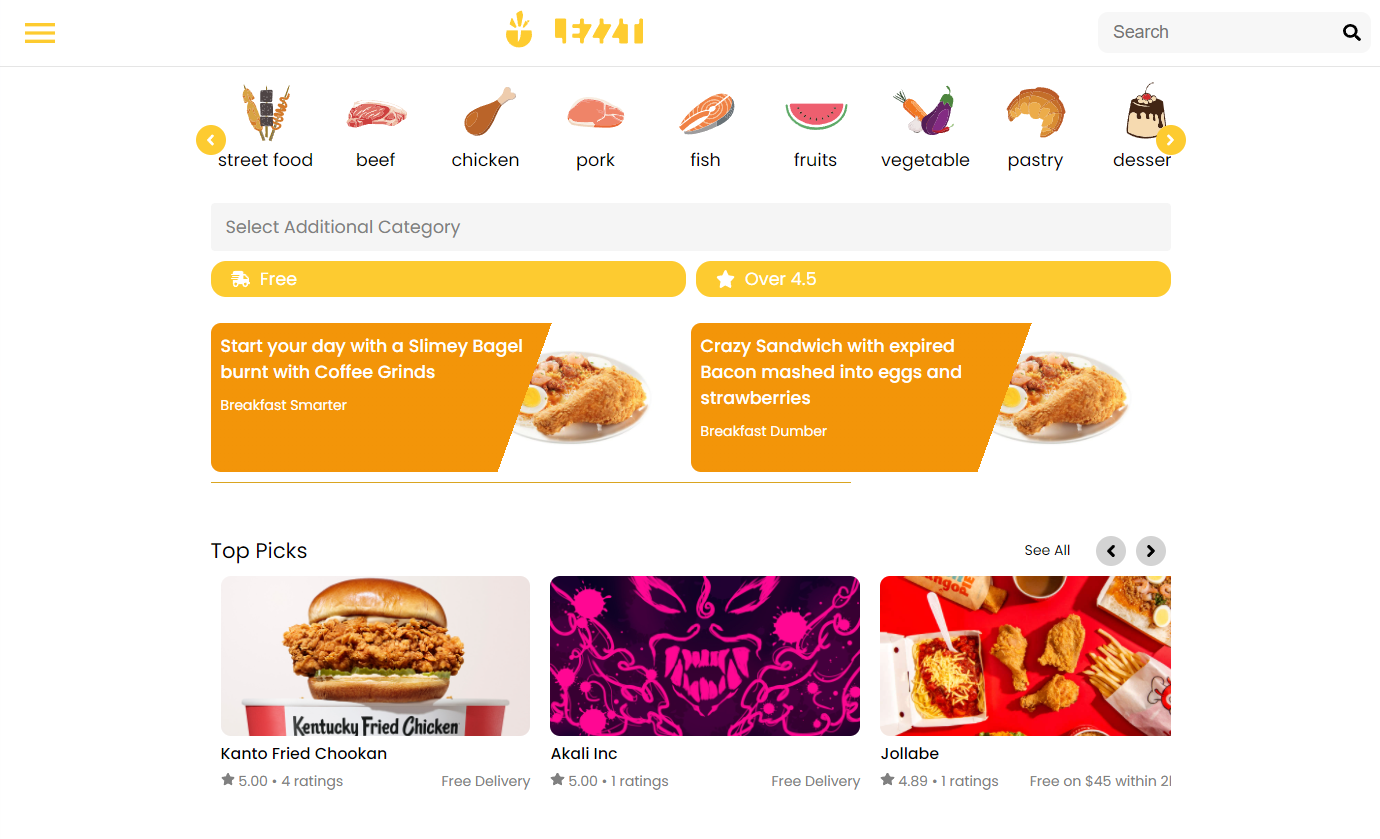 Search
street food
beef
chicken
pork
fish
fruits
vegetable
pastry
desser
Select Additional Category
Free
Over 4.5
Start your day with a Slimey Bagel
burnt with Coffee Grinds
Breakfast Smarter
Crazy Sandwich with expired
Bacon mashed into eggs and
strawberries
Breakfast Dumber
Top Picks
See All
Kentucky Fried Chicken
Kanto Fried Chookan
5.00 • 4 ratings
Free Delivery
Akali Inc
5.00 • 1 ratings
Free Delivery
Jollabe
4.89 • 1 ratings
Free on $45 within 2